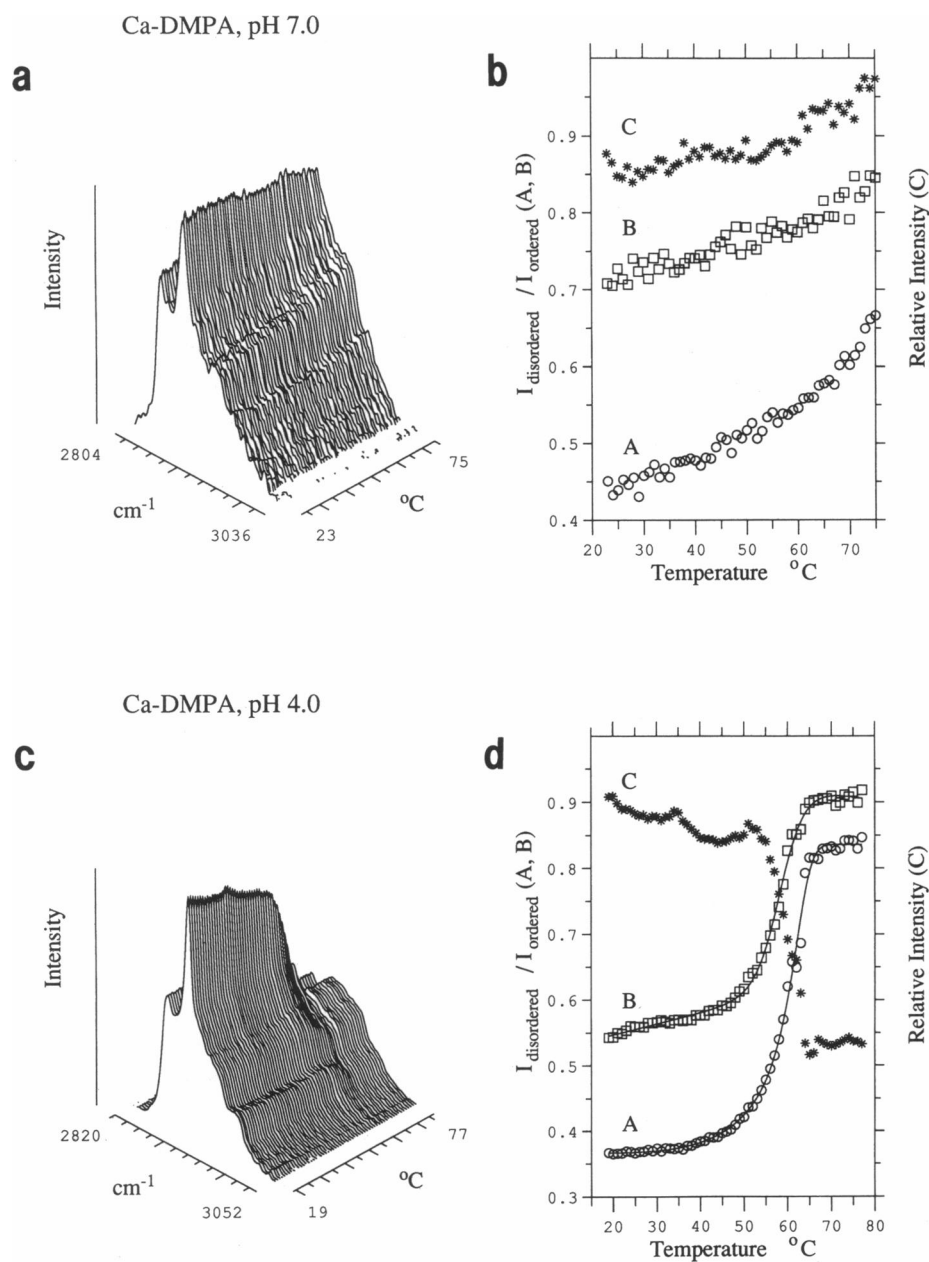 Ca-DMPA, pH 7.0
a
Intensity
2804
cm⁻¹
3036
23
°C
75
b
I disordered / I ordered (A, B)
0.9
0.8
0.7
0.6
0.5
0.4
C
B
A
Relative Intensity (C)
20 30 40 50 60 70
Temperature °C
Ca-DMPA, pH 4.0
c
Intensity
2820
cm⁻¹
3052
19
°C
77
d
I disordered / I ordered (A, B)
0.9
0.8
0.7
0.6
0.5
0.4
0.3
C
B
A
Relative Intensity (C)
20 30 40 50 60 70 80
Temperature °C